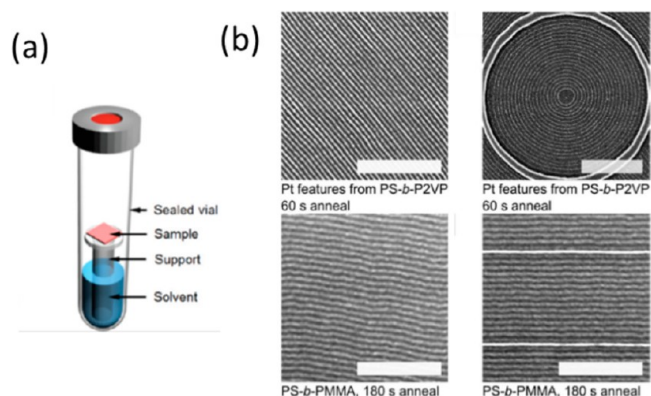 (a)
Sealed vial
Sample
Support
Solvent
(b)
Pt features from PS-b-P2VP
60 s anneal
Pt features from PS-b-P2VP
60 s anneal
PS-b-PMMA, 180 s anneal
PS-b-PMMA, 180 s anneal